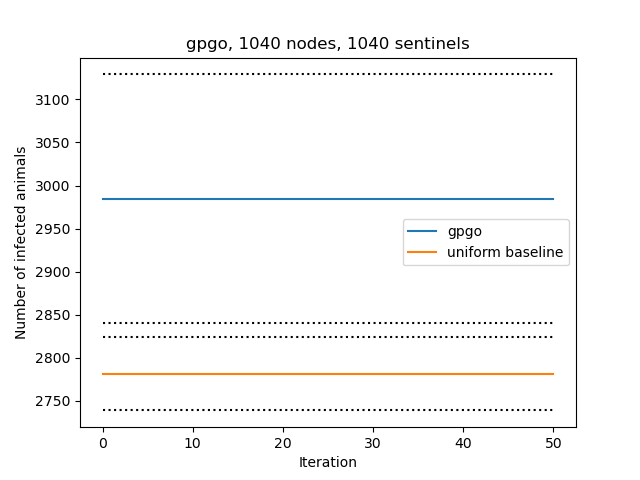 gpgo, 1040 nodes, 1040 sentinels
Number of infected animals
3100
3050
3000
2950
2900
2850
2800
2750
gpgo
uniform baseline
0 10 20 30 40 50
Iteration